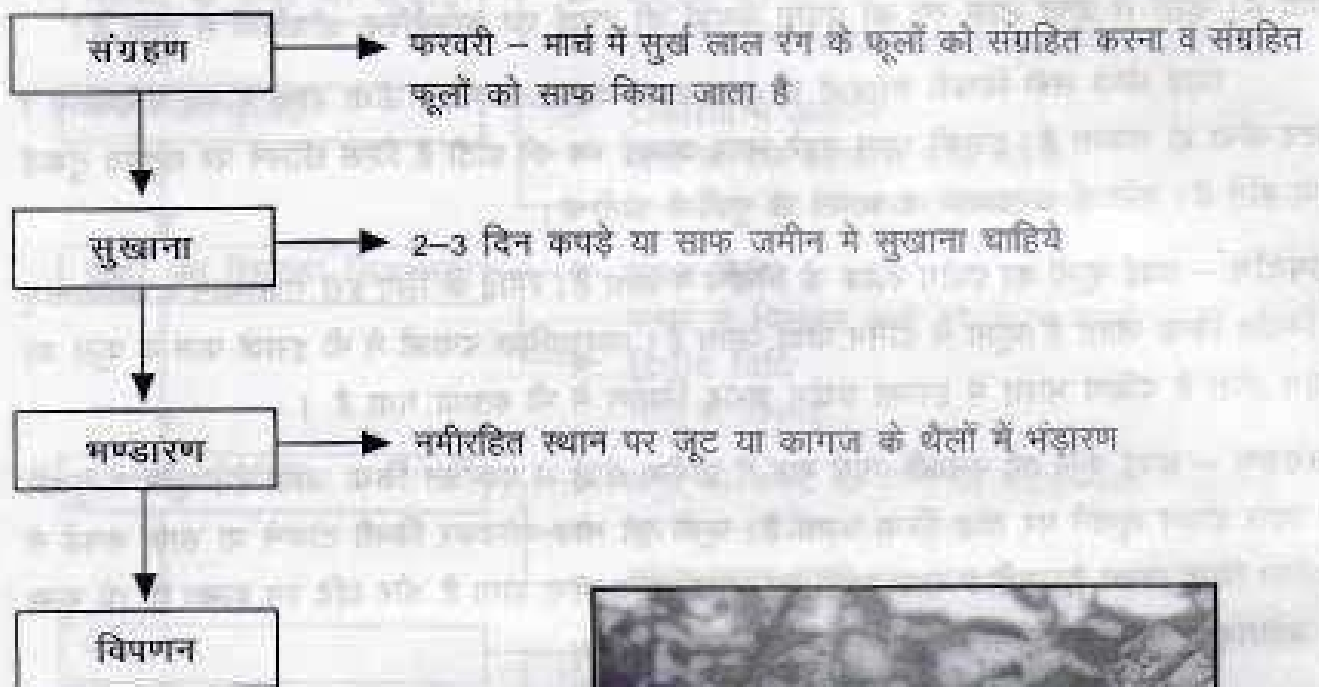 संग्रहण
फरवरी – मार्च में सुर्ख लाल रंग के फूलों को संग्रहित करना व संग्रहित
फूलों को साफ किया जाता है
सुखाना
2–3 दिन कपड़े या साफ जमीन मे सुखाना चाहिये
भण्डारण
नमीरहित स्थान पर जूट या कागज के थैलों में भंड़ारण
विपणन